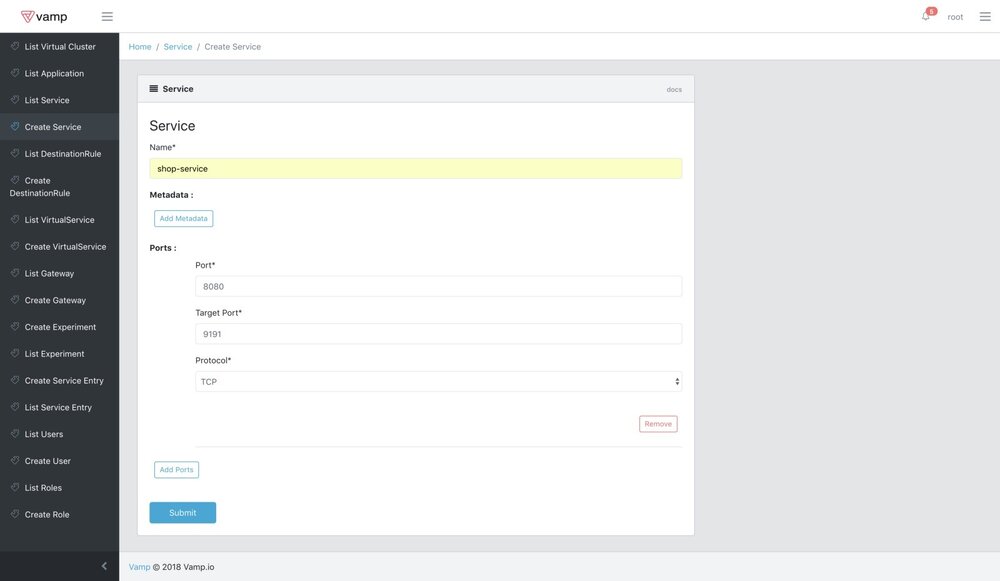 vamp
5
root
List Virtual Cluster
List Application
List Service
Create Service
List DestinationRule
Create
DestinationRule
List VirtualService
Create VirtualService
List Gateway
Create Gateway
Create Experiment
List Experiment
Create Service Entry
List Service Entry
List Users
Create User
List Roles
Create Role
Home / Service / Create Service
Service
docs
Service
Name*
shop-service
Metadata :
Add Metadata
Ports :
Port*
8080
Target Port*
9191
Protocol*
TCP
Remove
Add Ports
Submit
Vamp © 2018 Vamp.io